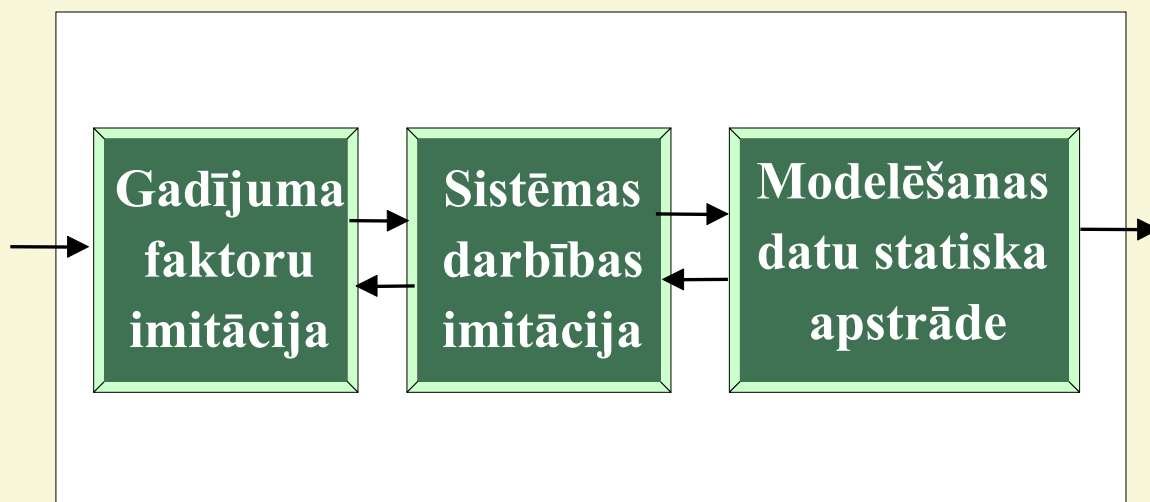 Gadījuma
faktoru
imitācija
Sistēmas
darbības
imitācija
Modelēšanas
datu statiska
apstrāde